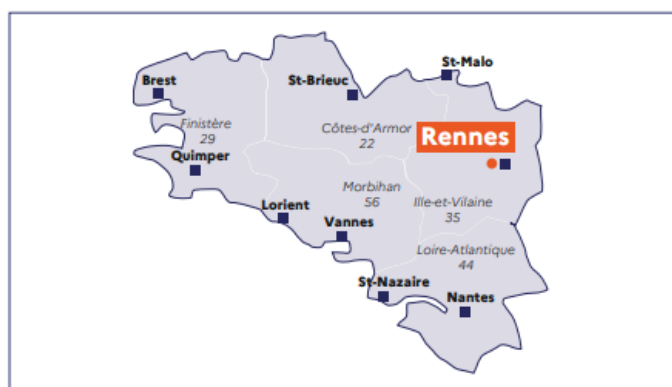 St-Malo
Brest
St-Brieuc
Finistère
29
Côtes-d'Armor
22
Rennes
Quimper
Morbihan
56
Ille-et-Vilaine
35
Lorient
Vannes
Loire-Atlantique
44
St-Nazaire
Nantes